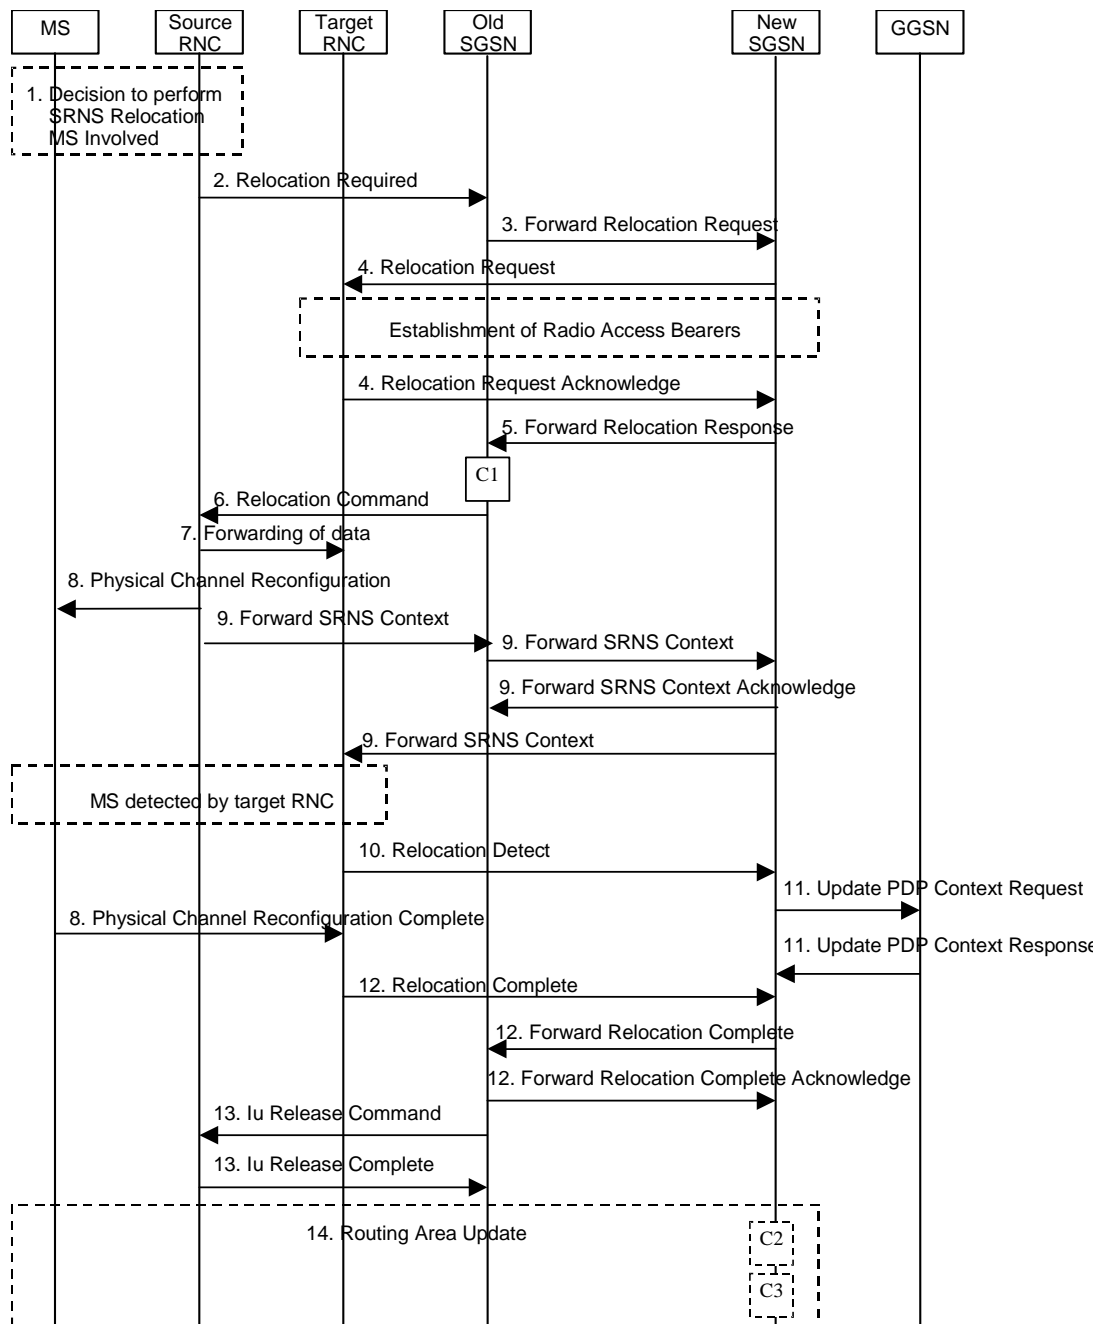 MS
Source
RNC
Target
RNC
Old
SGSN
New
SGSN
GGSN
1. Decision to perform
SRNS Relocation
MS Involved
2. Relocation Required
3. Forward Relocation Request
4. Relocation Request
Establishment of Radio Access Bearers
4. Relocation Request Acknowledge
5. Forward Relocation Response
C1
6. Relocation Command
7. Forwarding of data
8. Physical Channel Reconfiguration
9. Forward SRNS Context
9. Forward SRNS Context
9. Forward SRNS Context Acknowledge
9. Forward SRNS Context
MS detected by target RNC
10. Relocation Detect
11. Update PDP Context Request
8. Physical Channel Reconfiguration Complete
11. Update PDP Context Response
12. Relocation Complete
12. Forward Relocation Complete
12. Forward Relocation Complete Acknowledge
13. Iu Release Command
13. Iu Release Complete
14. Routing Area Update
C2
C3